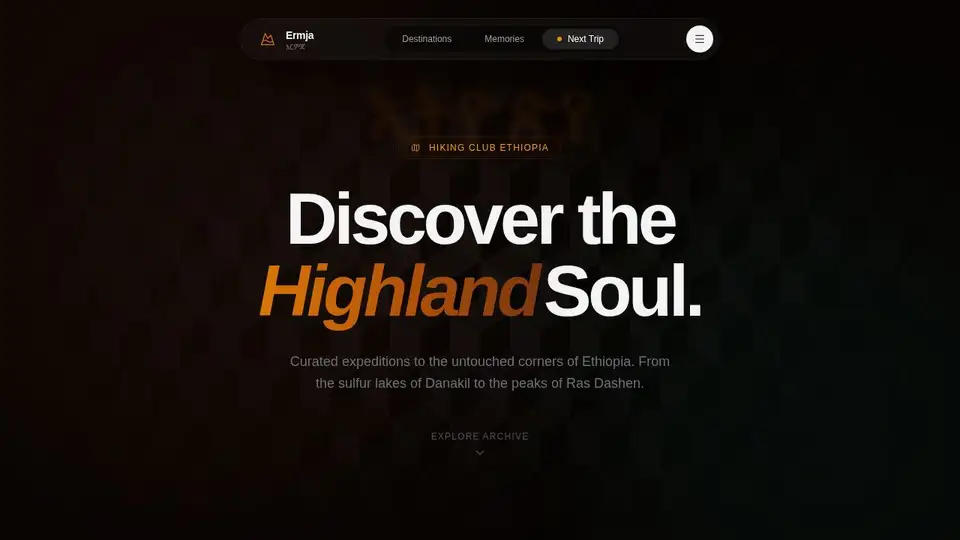 Ermja
Destinations
Memories
Next Trip
HIKING CLUB ETHIOPIA
Discover the
Highland Soul.
Curated expeditions to the untouched corners of Ethiopia. From
the sulfur lakes of Danakil to the peaks of Ras Dashen.
EXPLORE ARCHIVE